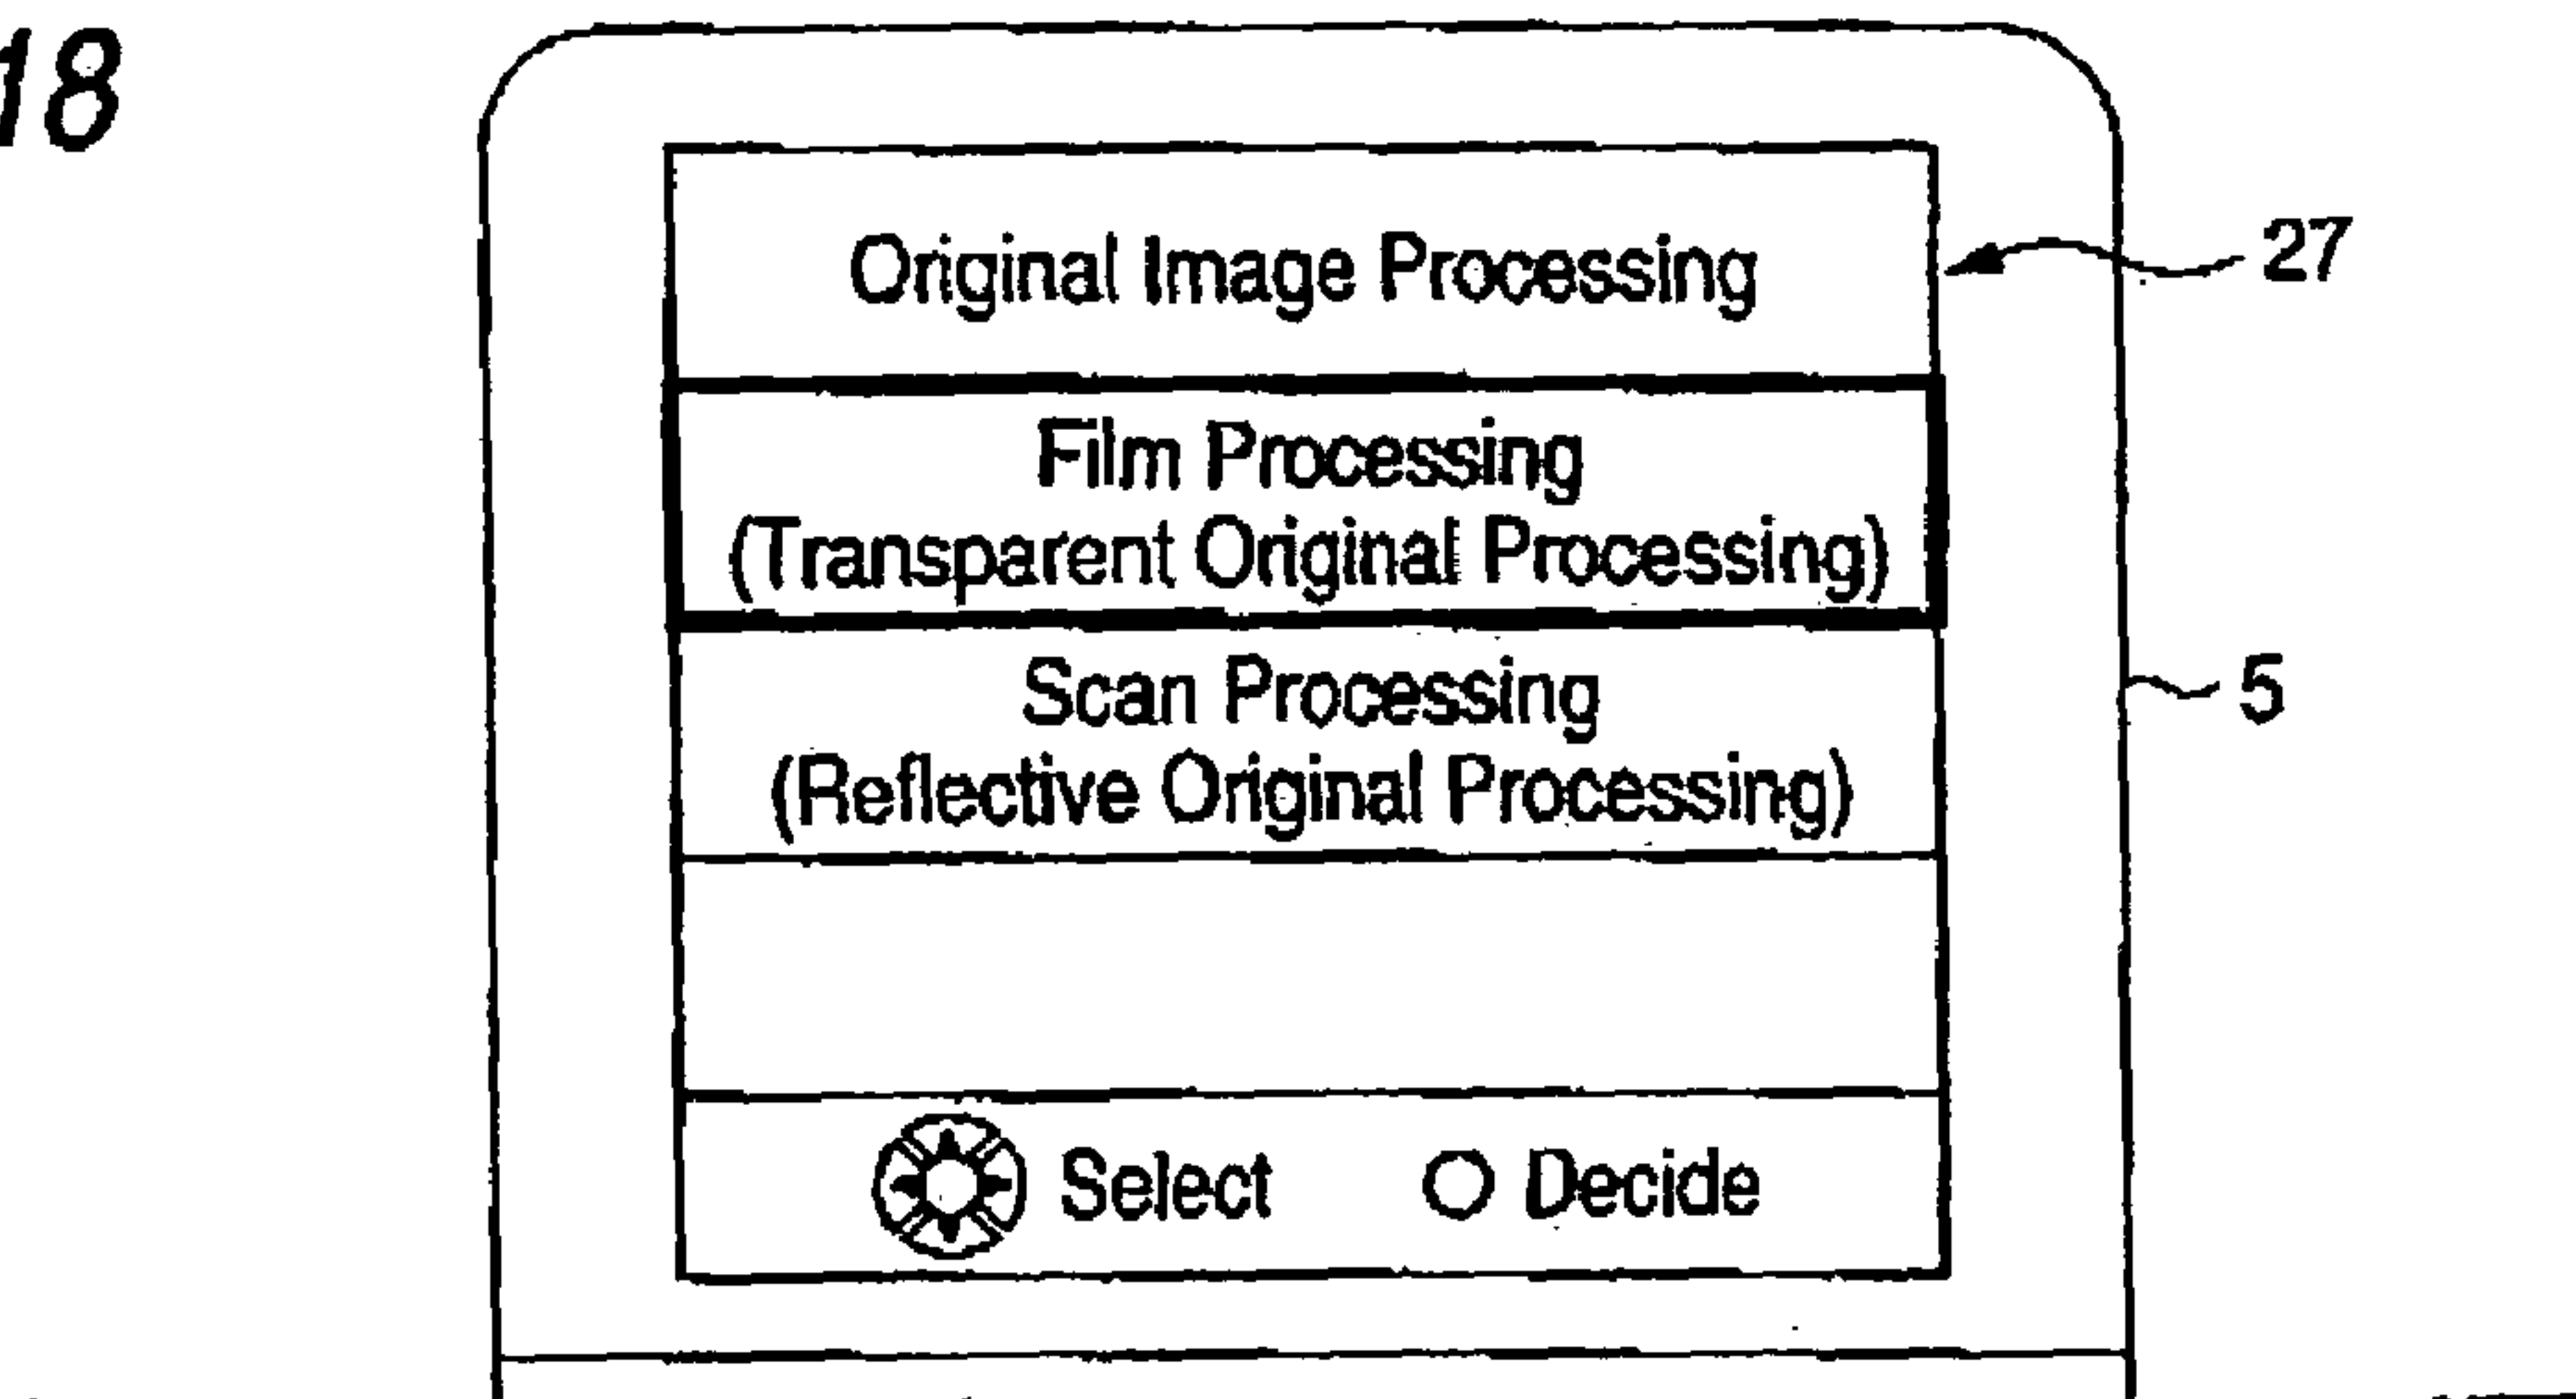 18
Original Image Processing
27
Film Processing
(Transparent Original Processing)
Scan Processing
(Reflective Original Processing)
5
Select Decide